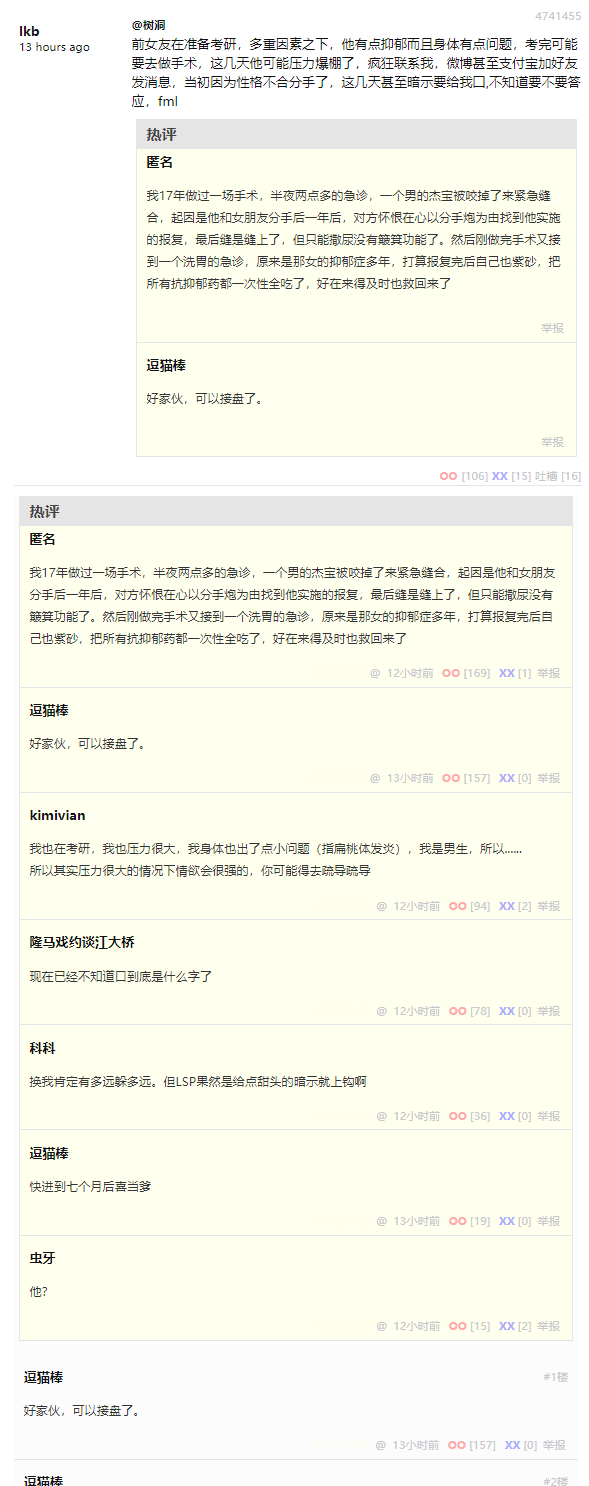 4741455
lkb
13 hours ago
@树洞
前女友在准备考研，多重因素之下，他有点抑郁而且身体有点问题，考完可能
要去做手术，这几天他可能压力爆棚了，疯狂联系我，微博甚至支付宝加好友
发消息，当初因为性格不合分手了，这几天甚至暗示要给我口,不知道要不要答
应，fml
热评
匿名
我17年做过一场手术，半夜两点多的急诊，一个男的杰宝被咬掉了来紧急缝
合，起因是他和女朋友分手后一年后，对方怀恨在心以分手炮为由找到他实施
的报复，最后缝是缝上了，但只能撒尿没有簸箕功能了。然后刚做完手术又接
到一个洗胃的急诊，原来是那女的抑郁症多年，打算报复完后自己也紫砂，把
所有抗抑郁药都一次性全吃了，好在来得及时也救回来了
举报
逗猫棒
好家伙，可以接盘了。
举报
OO [106] XX [15] 吐槽 [16]
热评
匿名
我17年做过一场手术，半夜两点多的急诊，一个男的杰宝被咬掉了来紧急缝合，起因是他和女朋友
分手后一年后，对方怀恨在心以分手炮为由找到他实施的报复，最后缝是缝上了，但只能撒尿没有
簸箕功能了。然后刚做完手术又接到一个洗胃的急诊，原来是那女的抑郁症多年，打算报复完后自
己也紫砂，把所有抗抑郁药都一次性全吃了，好在来得及时也救回来了
@ 12小时前 OO [169] XX [1] 举报
逗猫棒
好家伙，可以接盘了。
@ 13小时前 OO [157] XX [0] 举报
kimivian
我也在考研，我也压力很大，我身体也出了点小问题（指扁桃体发炎），我是男生，所以……
所以其实压力很大的情况下情欲会很强的，你可能得去疏导疏导
@ 12小时前 OO [94] XX [2] 举报
隆马戏约谈江大桥
现在已经不知道口到底是什么字了
@ 12小时前 OO [78] XX [0] 举报
科科
换我肯定有多远躲多远。但LSP果然是给点甜头的暗示就上钩啊
@ 12小时前 OO [36] XX [0] 举报
逗猫棒
快进到七个月后喜当爹
@ 13小时前 OO [19] XX [0] 举报
虫牙
他？
@ 12小时前 OO [15] XX [2] 举报
逗猫棒
#1楼
好家伙，可以接盘了。
@ 13小时前 OO [157] XX [0] 举报
逗猫棒
#2楼